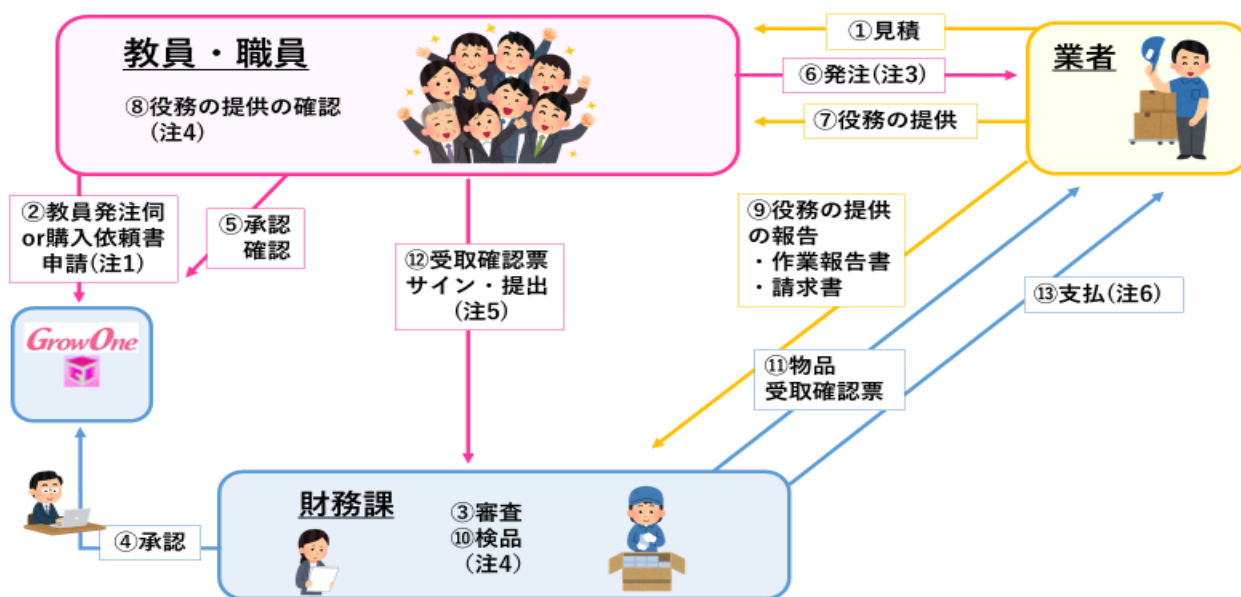 教員・職員
⑧役務の提供の確認
(注4)
①見積
⑥発注(注3)
⑦役務の提供
業者
②教員発注伺
or購入依頼書
申請(注1)
⑤承認
確認
⑫受取確認票
サイン・提出
(注5)
⑨役務の提供
の報告
・作業報告書
・請求書
⑬支払(注6)
GrowOne
⑪物品
受取確認票
財務課
③審査
⑩検品
(注4)
④承認